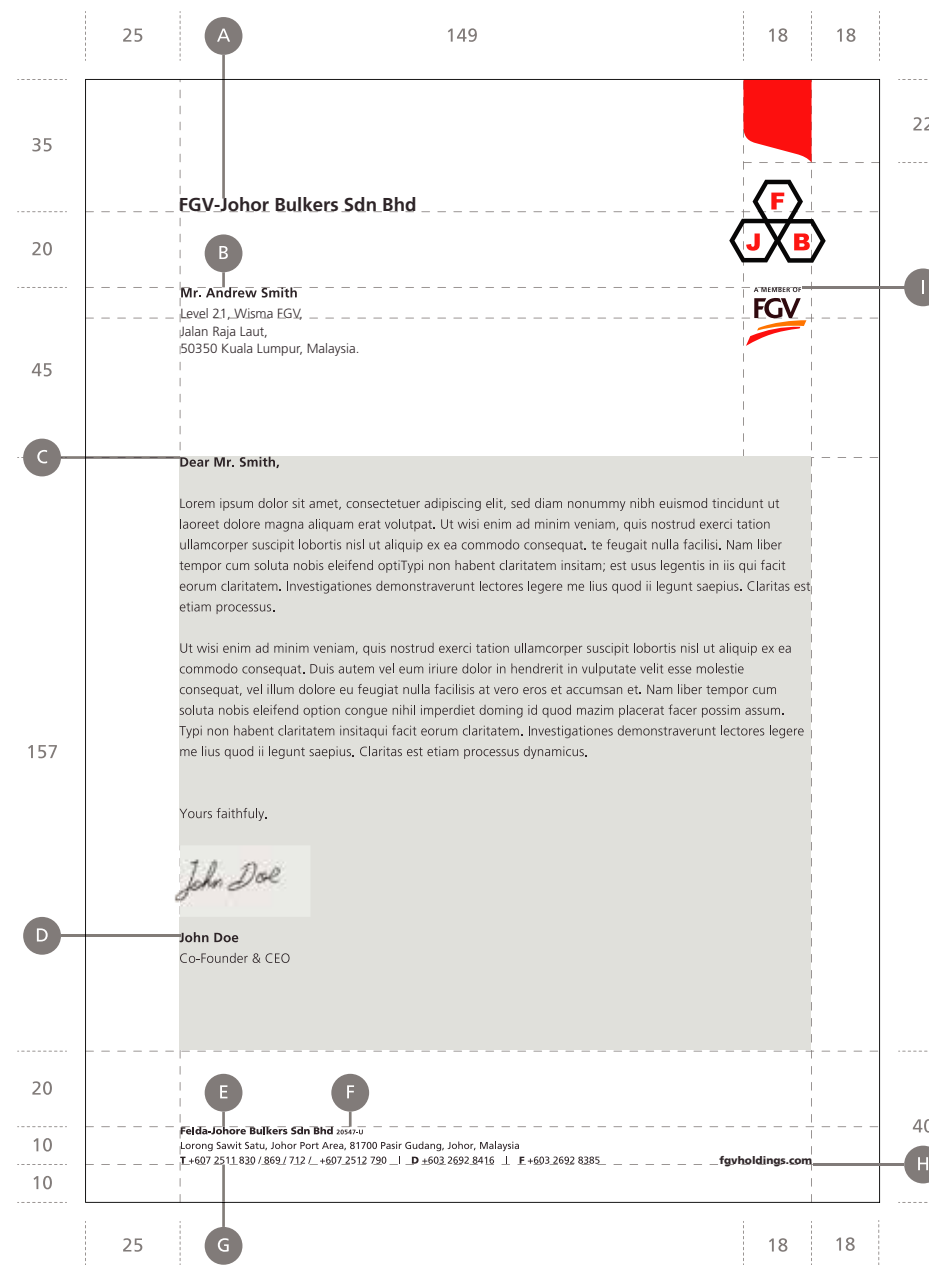 25 A 149 18 18
35
22
FGV-Johor Bulkers Sdn Bhd
F
J B
20
B
Mr. Andrew Smith
Level 21, Wisma FGV,
Jalan Raja Laut,
50350 Kuala Lumpur, Malaysia.
A MEMBER OF
FGV
I
45
C
Dear Mr. Smith,
Lorem ipsum dolor sit amet, consectetuer adipiscing elit, sed diam nonummy nibh euismod tincidunt ut
laoreet dolore magna aliquam erat volutpat. Ut wisi enim ad minim veniam, quis nostrud exerci tation
ullamcorper suscipit lobortis nisl ut aliquip ex ea commodo consequat. te feugait nulla facilisi. Nam liber
tempor cum soluta nobis eleifend optiTypi non habent claritatem insitam; est usus legentis in iis qui facit
eorum claritatem. Investigationes demonstraverunt lectores legere me lius quod ii legunt saepius. Claritas est
etiam processus.
Ut wisi enim ad minim veniam, quis nostrud exerci tation ullamcorper suscipit lobortis nisl ut aliquip ex ea
commodo consequat. Duis autem vel eum iriure dolor in hendrerit in vulputate velit esse molestie
consequat, vel illum dolore eu feugiat nulla facilisis at vero eros et accumsan et. Nam liber tempor cum
soluta nobis eleifend option congue nihil imperdiet doming id quod mazim placerat facer possim assum.
Typi non habent claritatem insitaqui facit eorum claritatem. Investigationes demonstraverunt lectores legere
me lius quod ii legunt saepius. Claritas est etiam processus dynamicus.
157
Yours faithfuly.
John Doe
D
John Doe
Co-Founder & CEO
20
E F
40
Felda-Johore Bulkers Sdn Bhd 20547-U
10
Lorong Sawit Satu, Johor Port Area, 81700 Pasir Gudang, Johor, Malaysia
T +607 2511 830 / 869 / 712 / +607 2512 790 | D +603 2692 8416 | F +603 2692 8385 fgvholdings.com
H
10
25 G 18 18